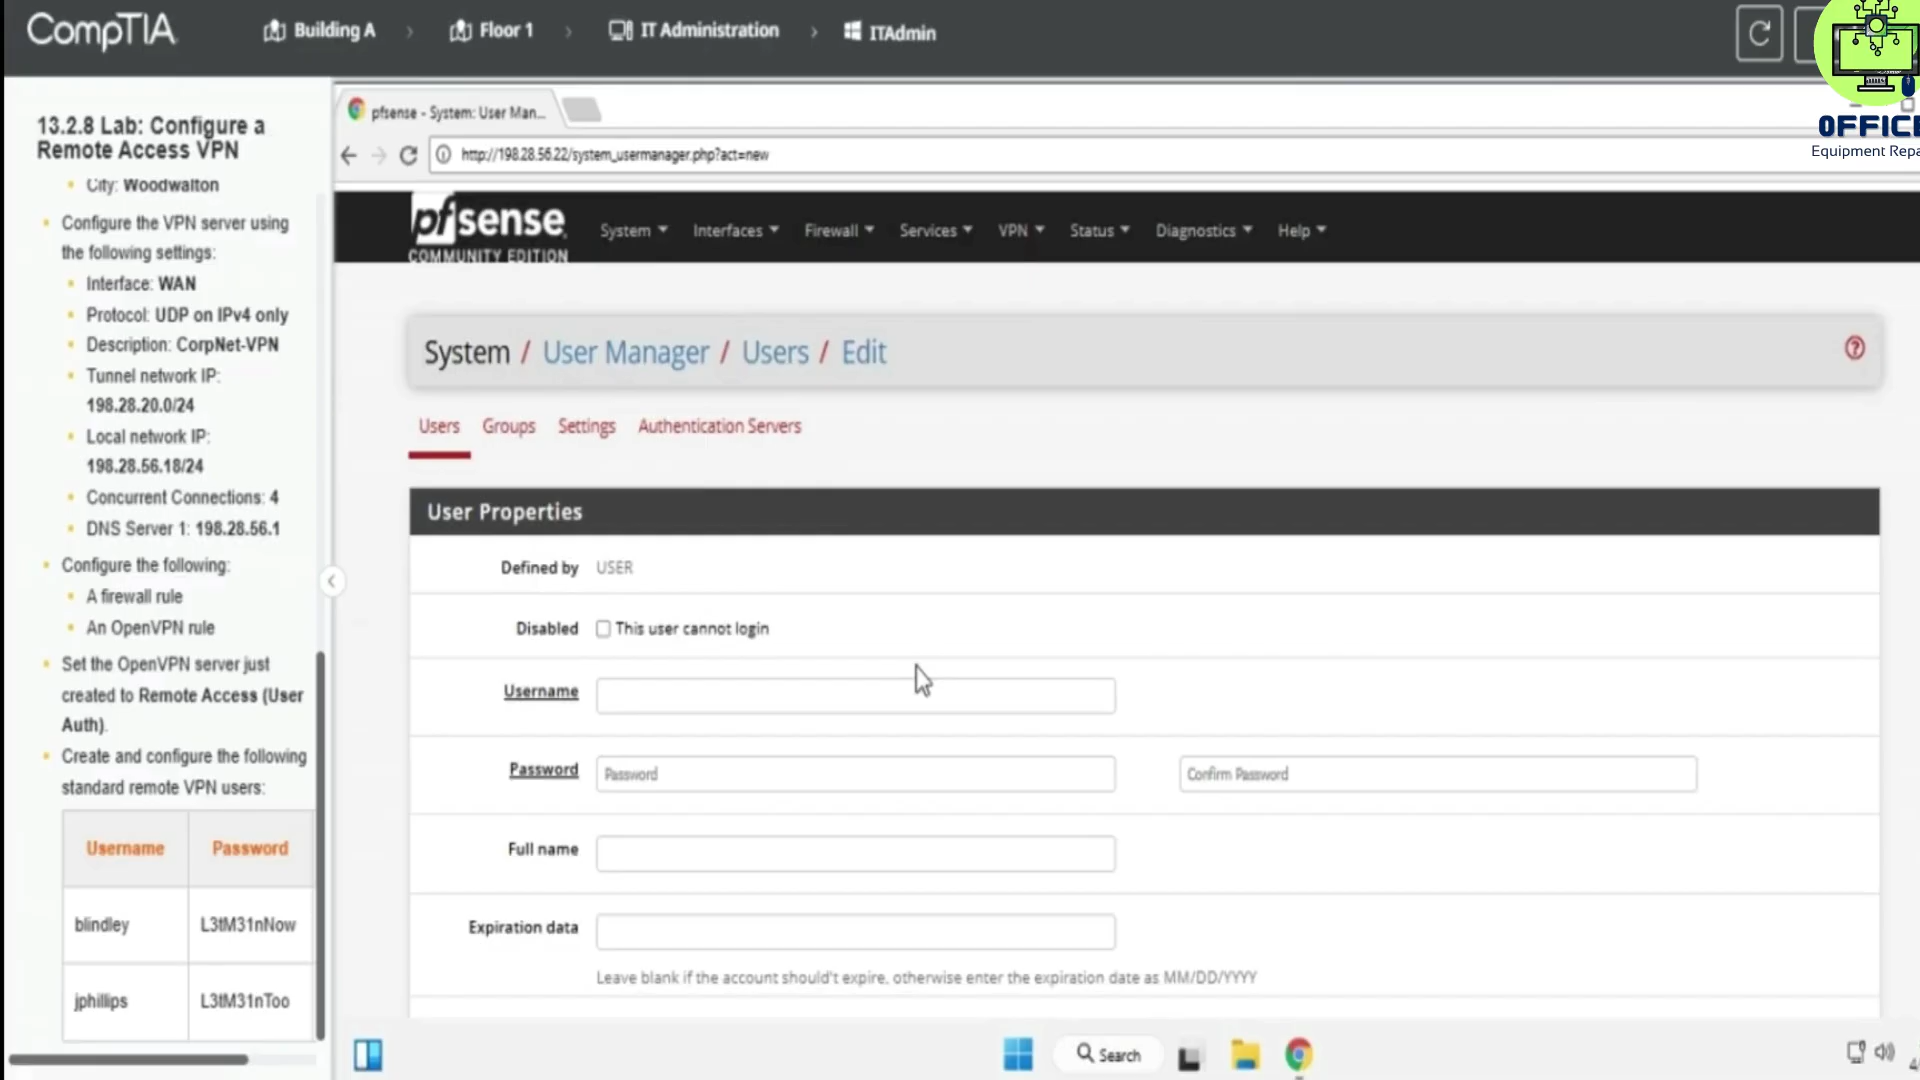 CompTIA
Building A > Floor 1 > IT Administration > ITAdmin
OFFICE
Equipment Repa
13.2.8 Lab: Configure a
Remote Access VPN
City: Woodwalton
Configure the VPN server using
the following settings:
Interface: WAN
Protocol: UDP on IPv4 only
Description: CorpNet-VPN
Tunnel network IP:
198.28.20.0/24
Local network IP:
198.28.56.18/24
Concurrent Connections: 4
DNS Server 1: 198.28.56.1
Configure the following:
A firewall rule
An OpenVPN rule
Set the OpenVPN server just
created to Remote Access (User
Auth).
Create and configure the following
standard remote VPN users:
Username Password
blindley L3tM31nNow
jphillips L3tM31nToo
pfsense - System: User Man...
http://198.28.56.22/system_usermanager.php?act=new
pfsense
COMMUNITY EDITION
System Interfaces Firewall Services VPN Status Diagnostics Help
System / User Manager / Users / Edit
Users Groups Settings Authentication Servers
User Properties
Defined by USER
Disabled This user cannot login
Username
Password Password Confirm Password
Full name
Expiration data
Leave blank if the account should't expire, otherwise enter the expiration date as MM/DD/YYYY
Search